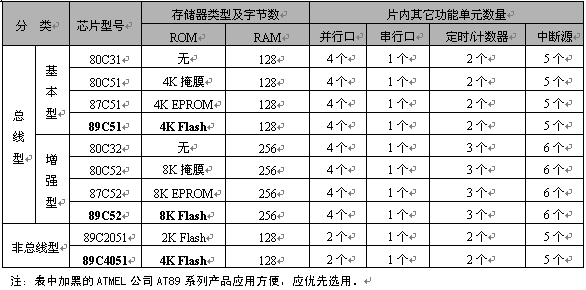 分 类 芯片型号 存储器类型及字节数 片内其它功能单元数量
ROM RAM 并行口 串行口 定时/计数器 中断源
总线型 基本型 80C31 无 128 4个 1个 2个 5个
80C51 4K 掩膜 128 4个 1个 2个 5个
87C51 4K EPROM 128 4个 1个 2个 5个
89C51 4K Flash 128 4个 1个 2个 5个
增强型 80C32 无 256 4个 1个 3个 6个
80C52 8K 掩膜 256 4个 1个 3个 6个
87C52 8K EPROM 256 4个 1个 3个 6个
89C52 8K Flash 256 4个 1个 3个 6个
非总线型 89C2051 2K Flash 128 2个 1个 2个 5个
89C4051 4K Flash 128 2个 1个 2个 5个
注：表中加黑的ATMEL公司AT89系列产品应用方便，应优先选用。